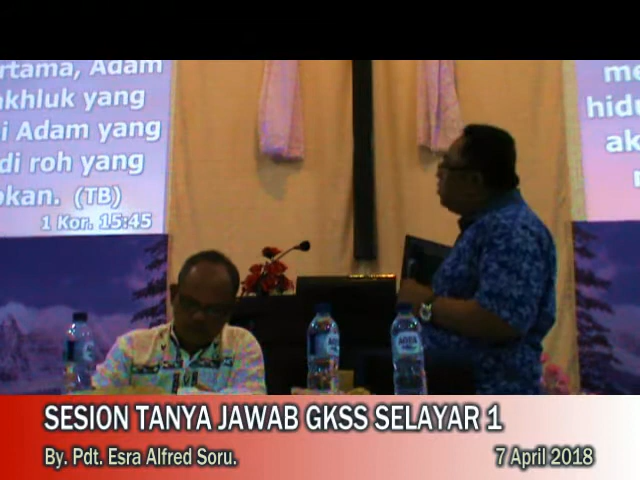 rtama, Adam
akhluk yang
i Adam yang
di roh yang
okan. (TB)
1 Kor. 15:45
me
hidu
ak
SESION TANYA JAWAB GKSS SELAYAR 1
By. Pdt. Esra Alfred Soru.
7 April 2018